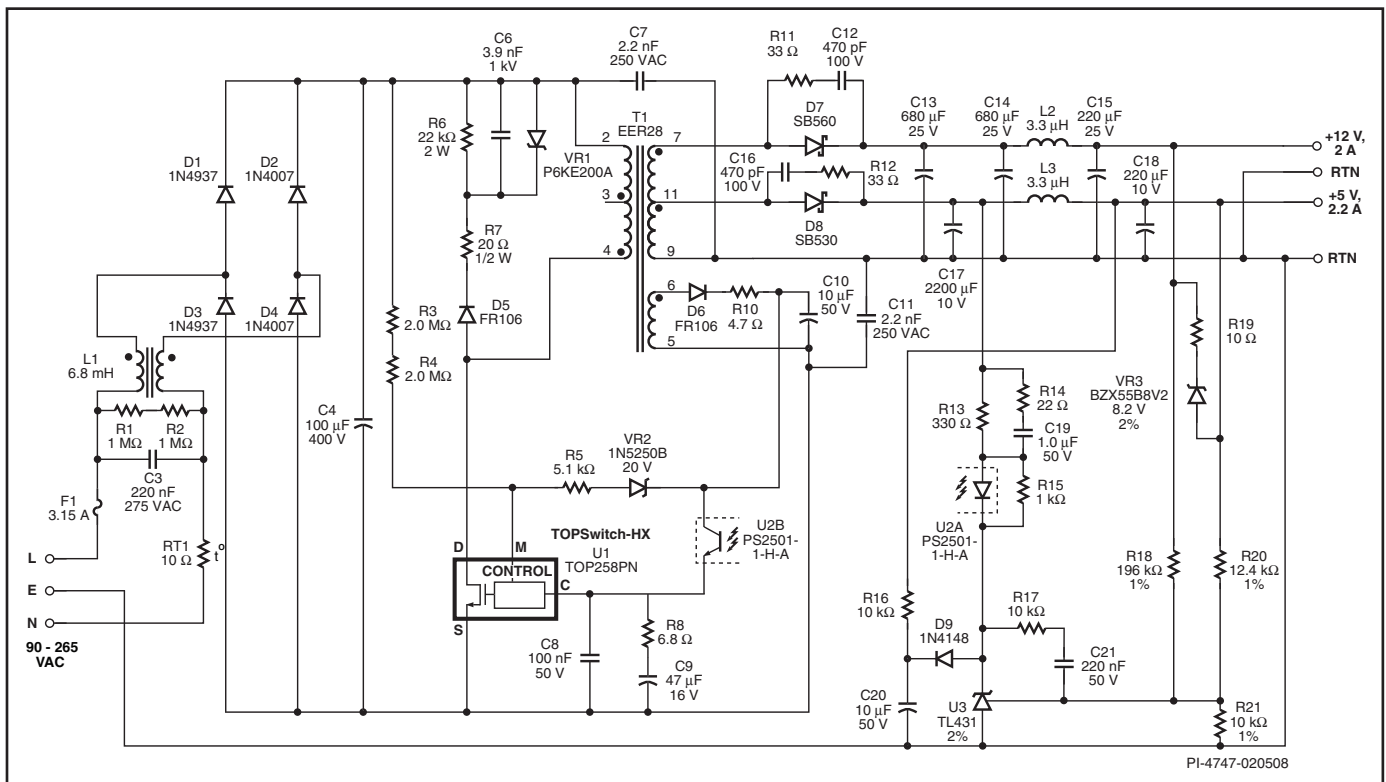 C6
3.9 nF
1 kV
C7
2.2 nF
250 VAC
R11
33 Ω
C12
470 pF
100 V
D7
SB560
C13
680 µF
25 V
C14
680 µF
25 V
L2
3.3 µH
C15
220 µF
25 V
+12 V,
2 A
RTN
+5 V,
2.2 A
RTN
T1
EER28
2
3
4
7
11
9
6
5
R6
22 kΩ
2 W
VR1
P6KE200A
C16
470 pF
100 V
R12
33 Ω
D8
SB530
L3
3.3 µH
C18
220 µF
10 V
D1
1N4937
D2
1N4007
R7
20 Ω
1/2 W
D3
1N4937
D4
1N4007
R3
2.0 MΩ
D5
FR106
D6
FR106
R10
4.7 Ω
C10
10 µF
50 V
C11
2.2 nF
250 VAC
C17
2200 µF
10 V
R19
10 Ω
L1
6.8 mH
R4
2.0 MΩ
VR3
BZX55B8V2
8.2 V
2%
R1
1 MΩ
R2
1 MΩ
C4
100 µF
400 V
R13
330 Ω
R14
22 Ω
C19
1.0 µF
50 V
C3
220 nF
275 VAC
R5
5.1 kΩ
VR2
1N5250B
20 V
R15
1 kΩ
F1
3.15 A
RT1
10 Ω
t°
TOPSwitch-HX
U1
TOP258PN
D
M
CONTROL
C
S
U2B
PS2501-
1-H-A
U2A
PS2501-
1-H-A
R18
196 kΩ
1%
R20
12.4 kΩ
1%
L
E
N
90 - 265
VAC
C8
100 nF
50 V
R8
6.8 Ω
C9
47 µF
16 V
R16
10 kΩ
R17
10 kΩ
D9
1N4148
C21
220 nF
50 V
C20
10 µF
50 V
U3
TL431
2%
R21
10 kΩ
1%
PI-4747-020508